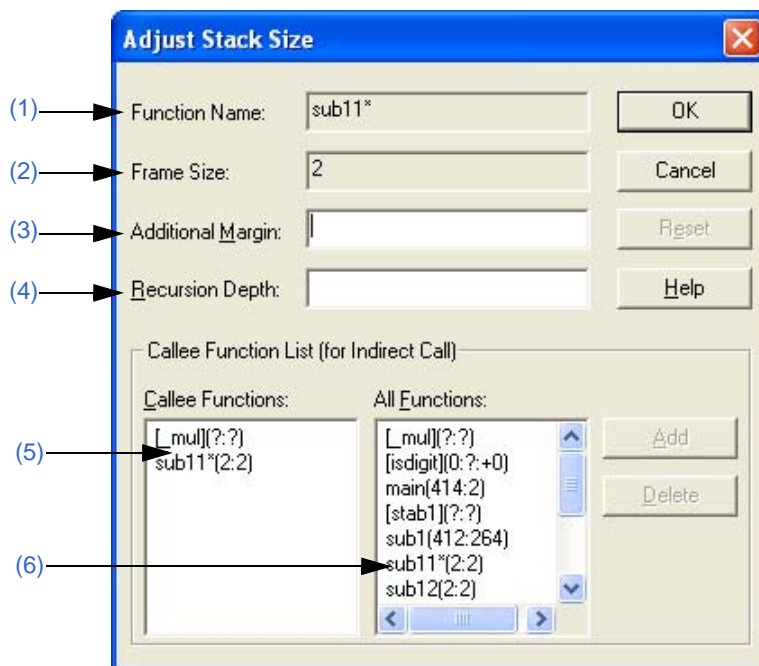 Adjust Stack Size
(1) Function Name: sub11* OK
(2) Frame Size: 2 Cancel
(3) Additional Margin: Reset
(4) Recursion Depth: Help
Callee Function List (for Indirect Call)
Callee Functions:
[_mul](?:?)
sub11*(2:2)
(5)
All Functions:
[_mul](?:?)
[isdigit](0:?:+0)
main(414:2)
[stab1](?:?)
sub1(412:264)
sub11*(2:2)
sub12(2:2)
(6)
Add
Delete